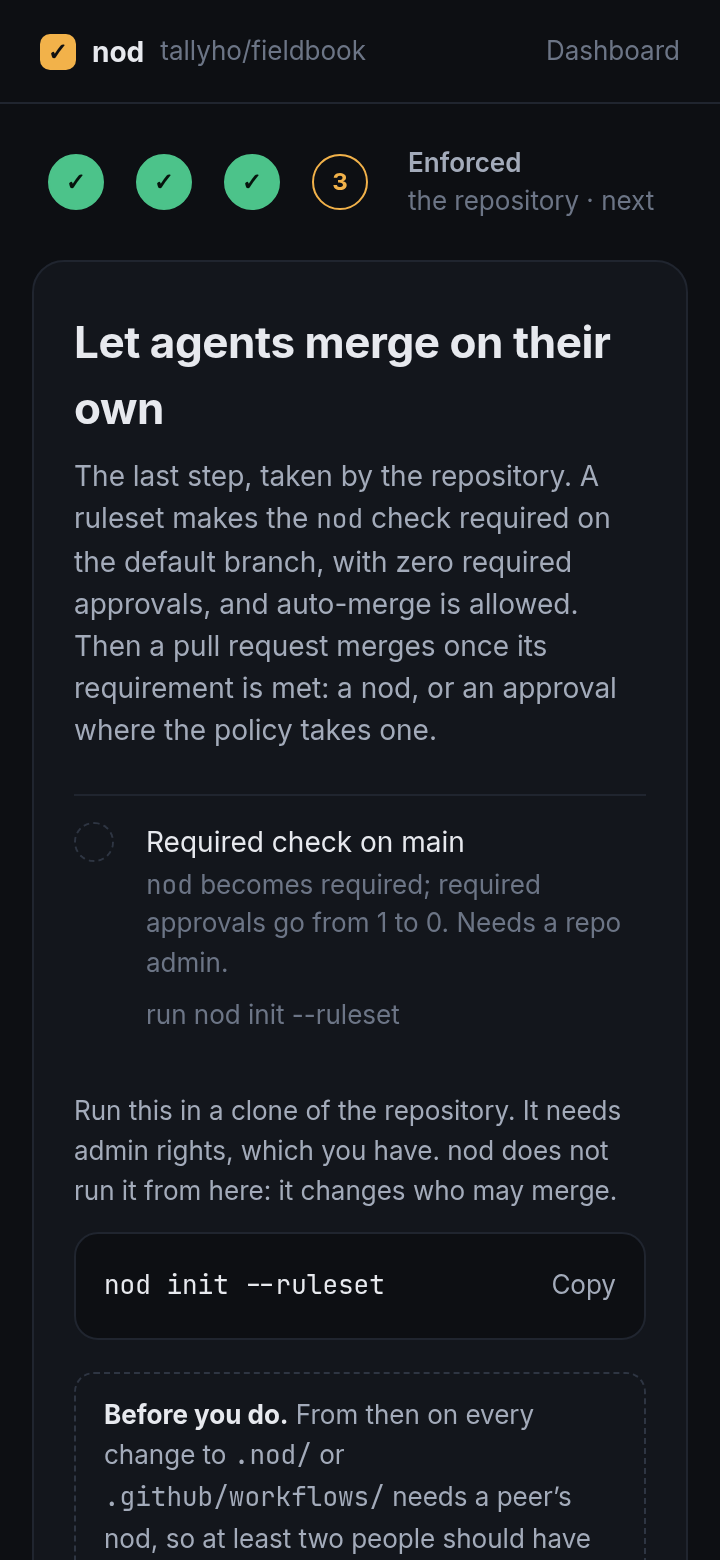 ✓ nod tallyho/fieldbook Dashboard
✓ ✓ ✓ 3 Enforced
the repository · next
Let agents merge on their
own
The last step, taken by the repository. A
ruleset makes the nod check required on
the default branch, with zero required
approvals, and auto-merge is allowed.
Then a pull request merges once its
requirement is met: a nod, or an approval
where the policy takes one.
Required check on main
nod becomes required; required
approvals go from 1 to 0. Needs a repo
admin.
run nod init --ruleset
Run this in a clone of the repository. It needs
admin rights, which you have. nod does not
run it from here: it changes who may merge.
nod init --ruleset Copy
Before you do. From then on every
change to .nod/ or
.github/workflows/ needs a peer’s
nod, so at least two people should have